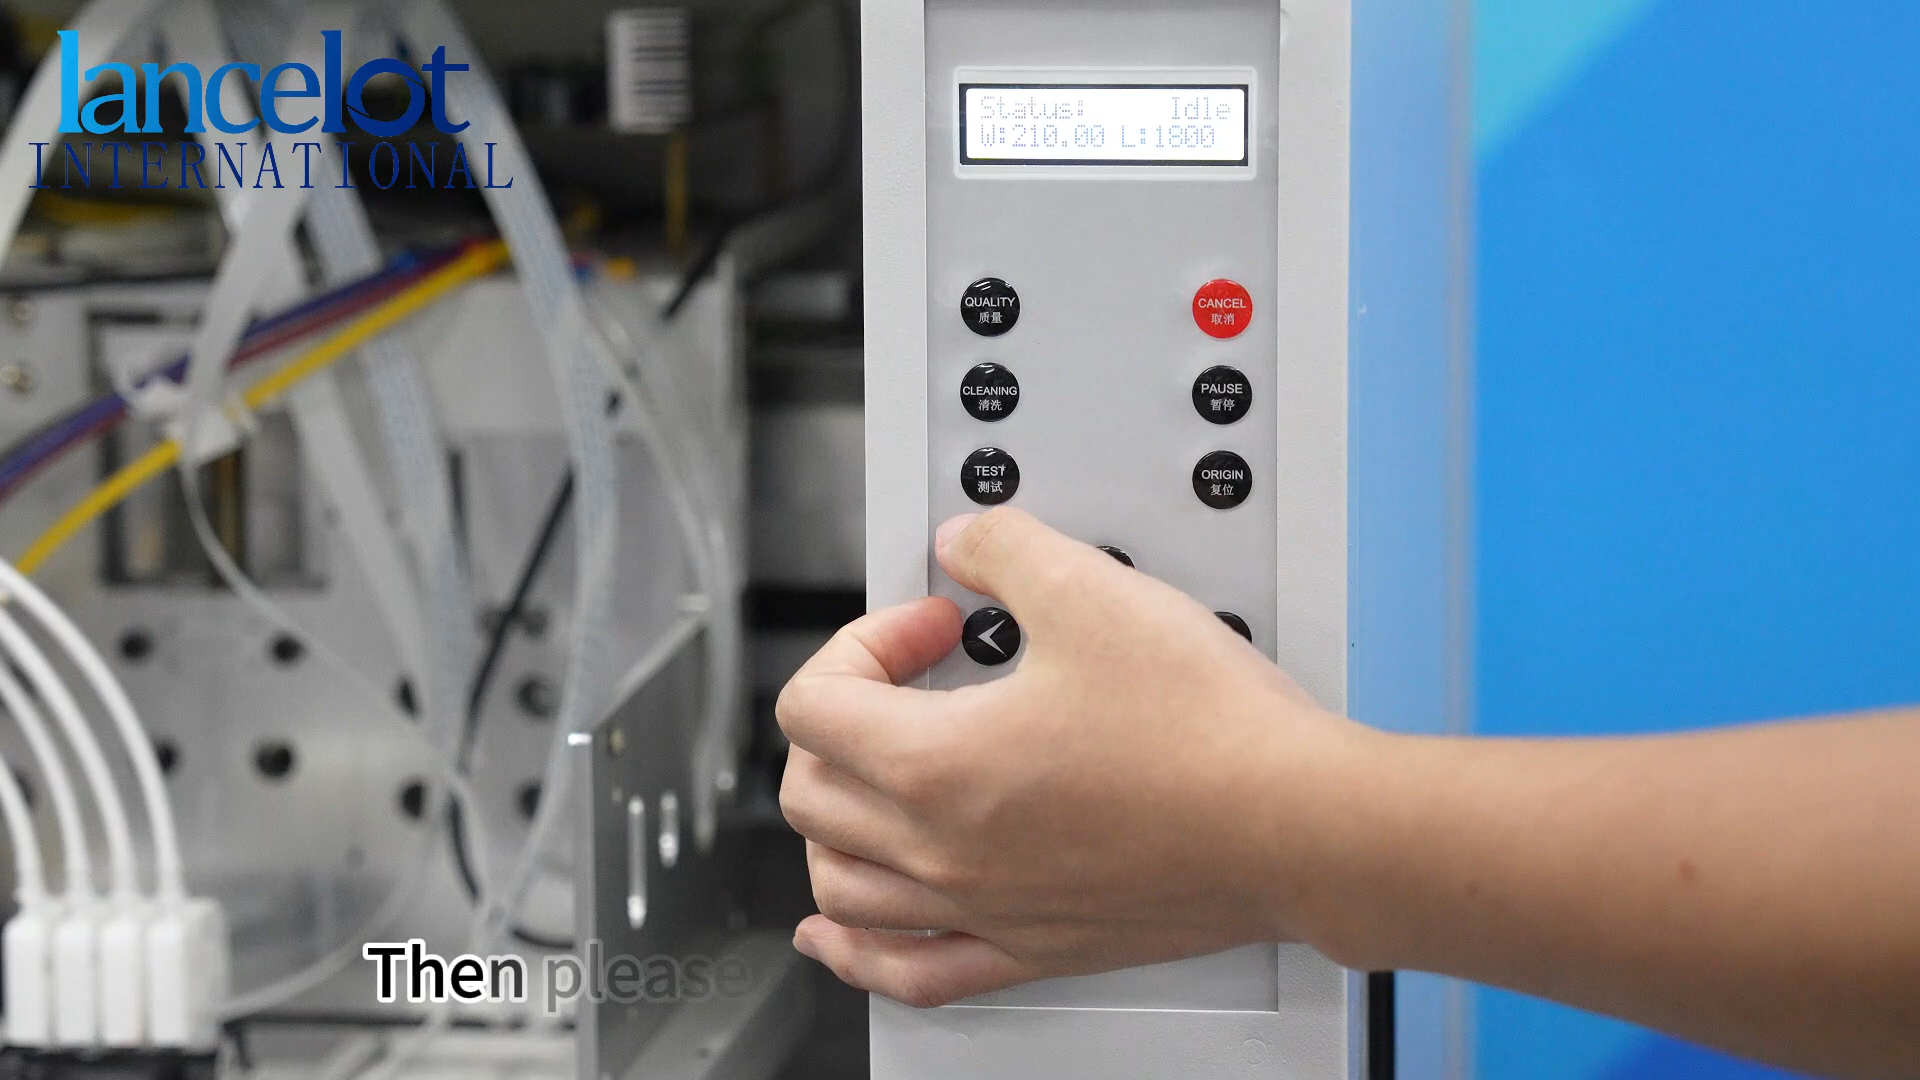 lancelot
INTERNATIONAL
Status: Idle
W:210.00 L:1800
QUALITY
质量
CANCEL
取消
CLEANING
清洗
PAUSE
暂停
TEST
测试
ORIGIN
复位
Then please